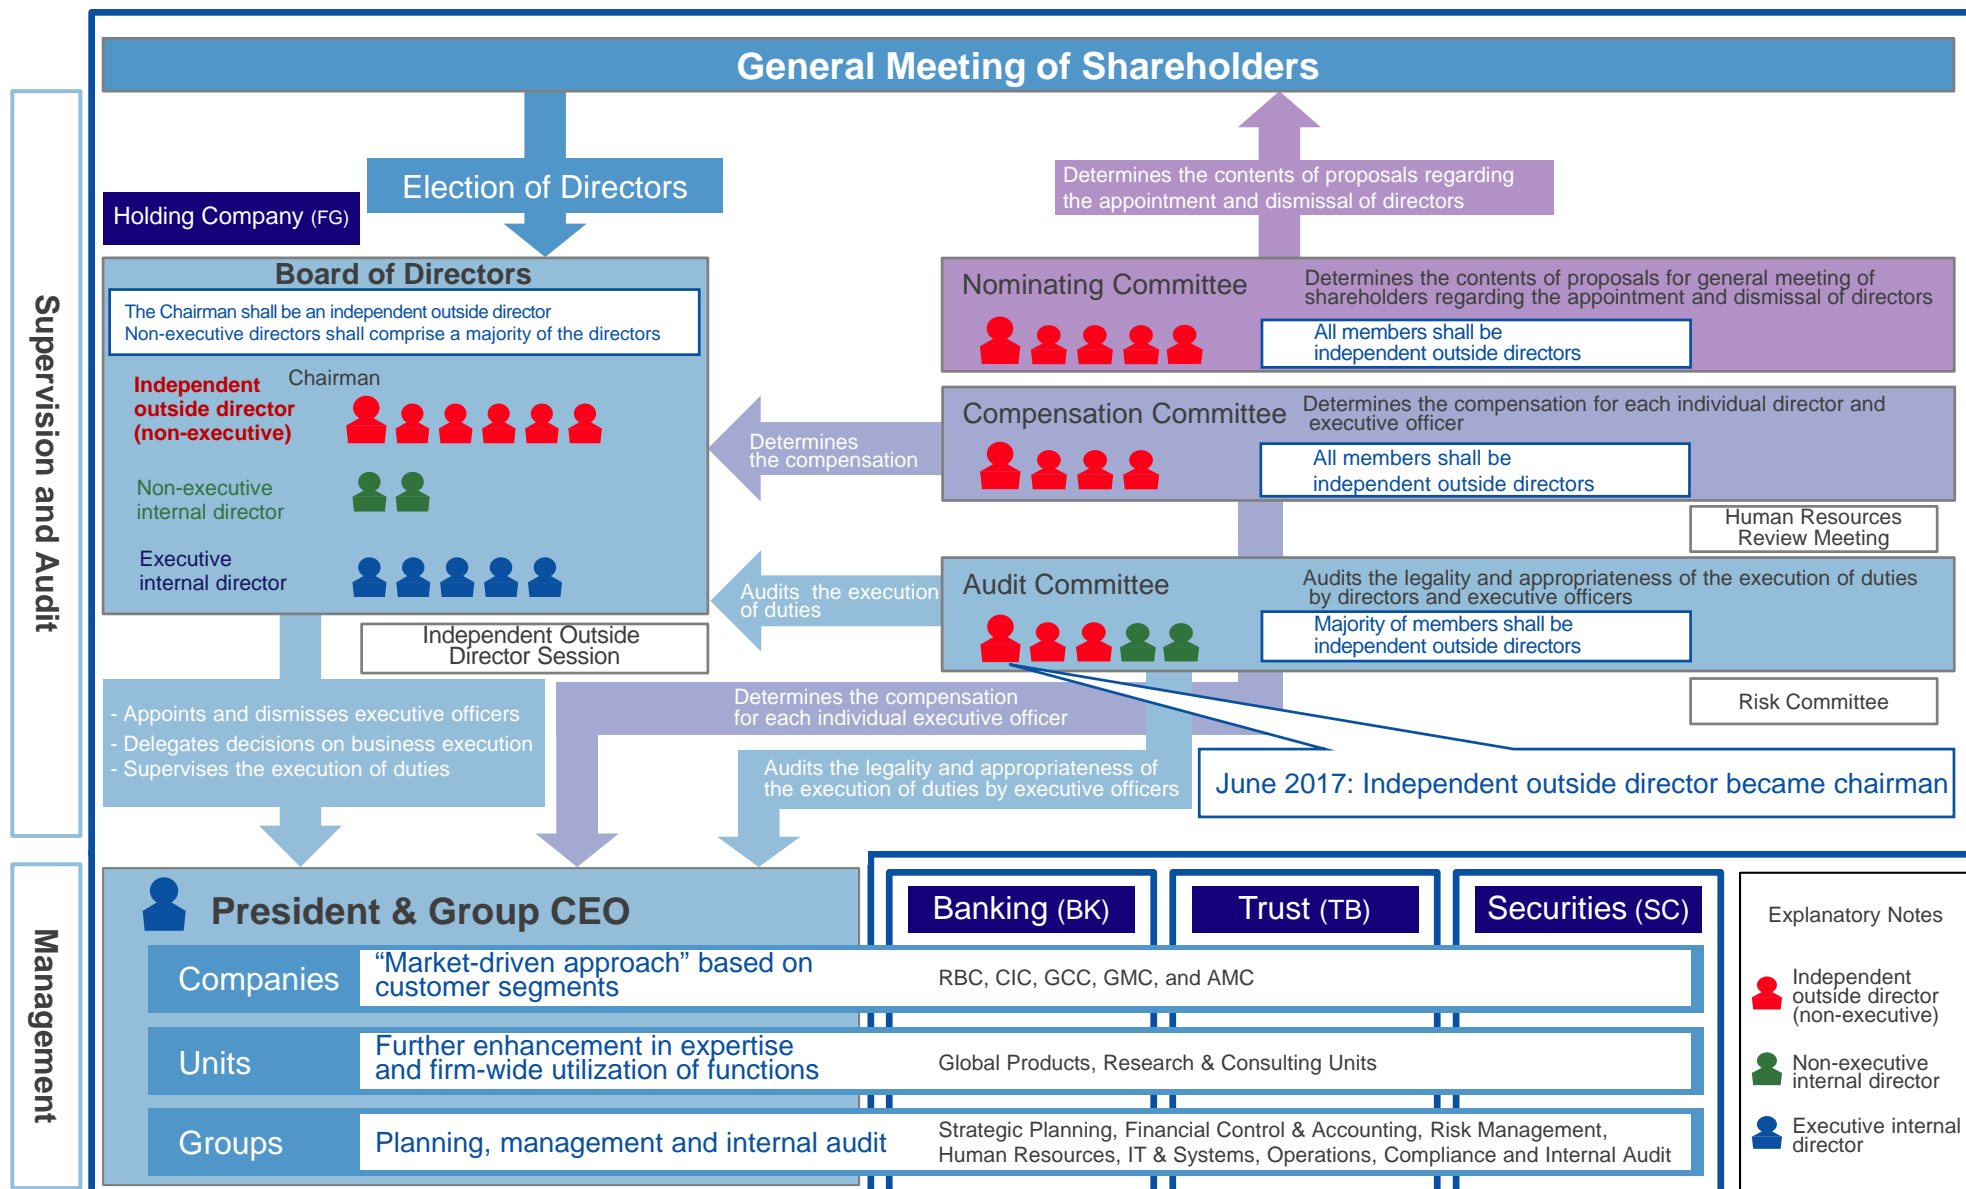 General Meeting of Shareholders
Supervision and Audit
Election of Directors
Holding Company (FG)
Determines the contents of proposals regarding
the appointment and dismissal of directors
Board of Directors
The Chairman shall be an independent outside director
Non-executive directors shall comprise a majority of the directors
Independent
outside director
(non-executive)
Chairman
Non-executive
internal director
Executive
internal director
Independent Outside
Director Session
Nominating Committee
Determines the contents of proposals for general meeting of
shareholders regarding the appointment and dismissal of directors
All members shall be
independent outside directors
Determines
the compensation
Compensation Committee
Determines the compensation for each individual director and
executive officer
All members shall be
independent outside directors
Human Resources
Review Meeting
Audits the execution
of duties
Audit Committee
Audits the legality and appropriateness of the execution of duties
by directors and executive officers
Majority of members shall be
independent outside directors
Risk Committee
- Appoints and dismisses executive officers
- Delegates decisions on business execution
- Supervises the execution of duties
Determines the compensation
for each individual executive officer
Audits the legality and appropriateness of
the execution of duties by executive officers
June 2017: Independent outside director became chairman
Management
President & Group CEO
Banking (BK)
Trust (TB)
Securities (SC)
Companies
“Market-driven approach” based on
customer segments
RBC, CIC, GCC, GMC, and AMC
Units
Further enhancement in expertise
and firm-wide utilization of functions
Global Products, Research & Consulting Units
Groups
Planning, management and internal audit
Strategic Planning, Financial Control & Accounting, Risk Management,
Human Resources, IT & Systems, Operations, Compliance and Internal Audit
Explanatory Notes
Independent
outside director
(non-executive)
Non-executive
internal director
Executive internal
director